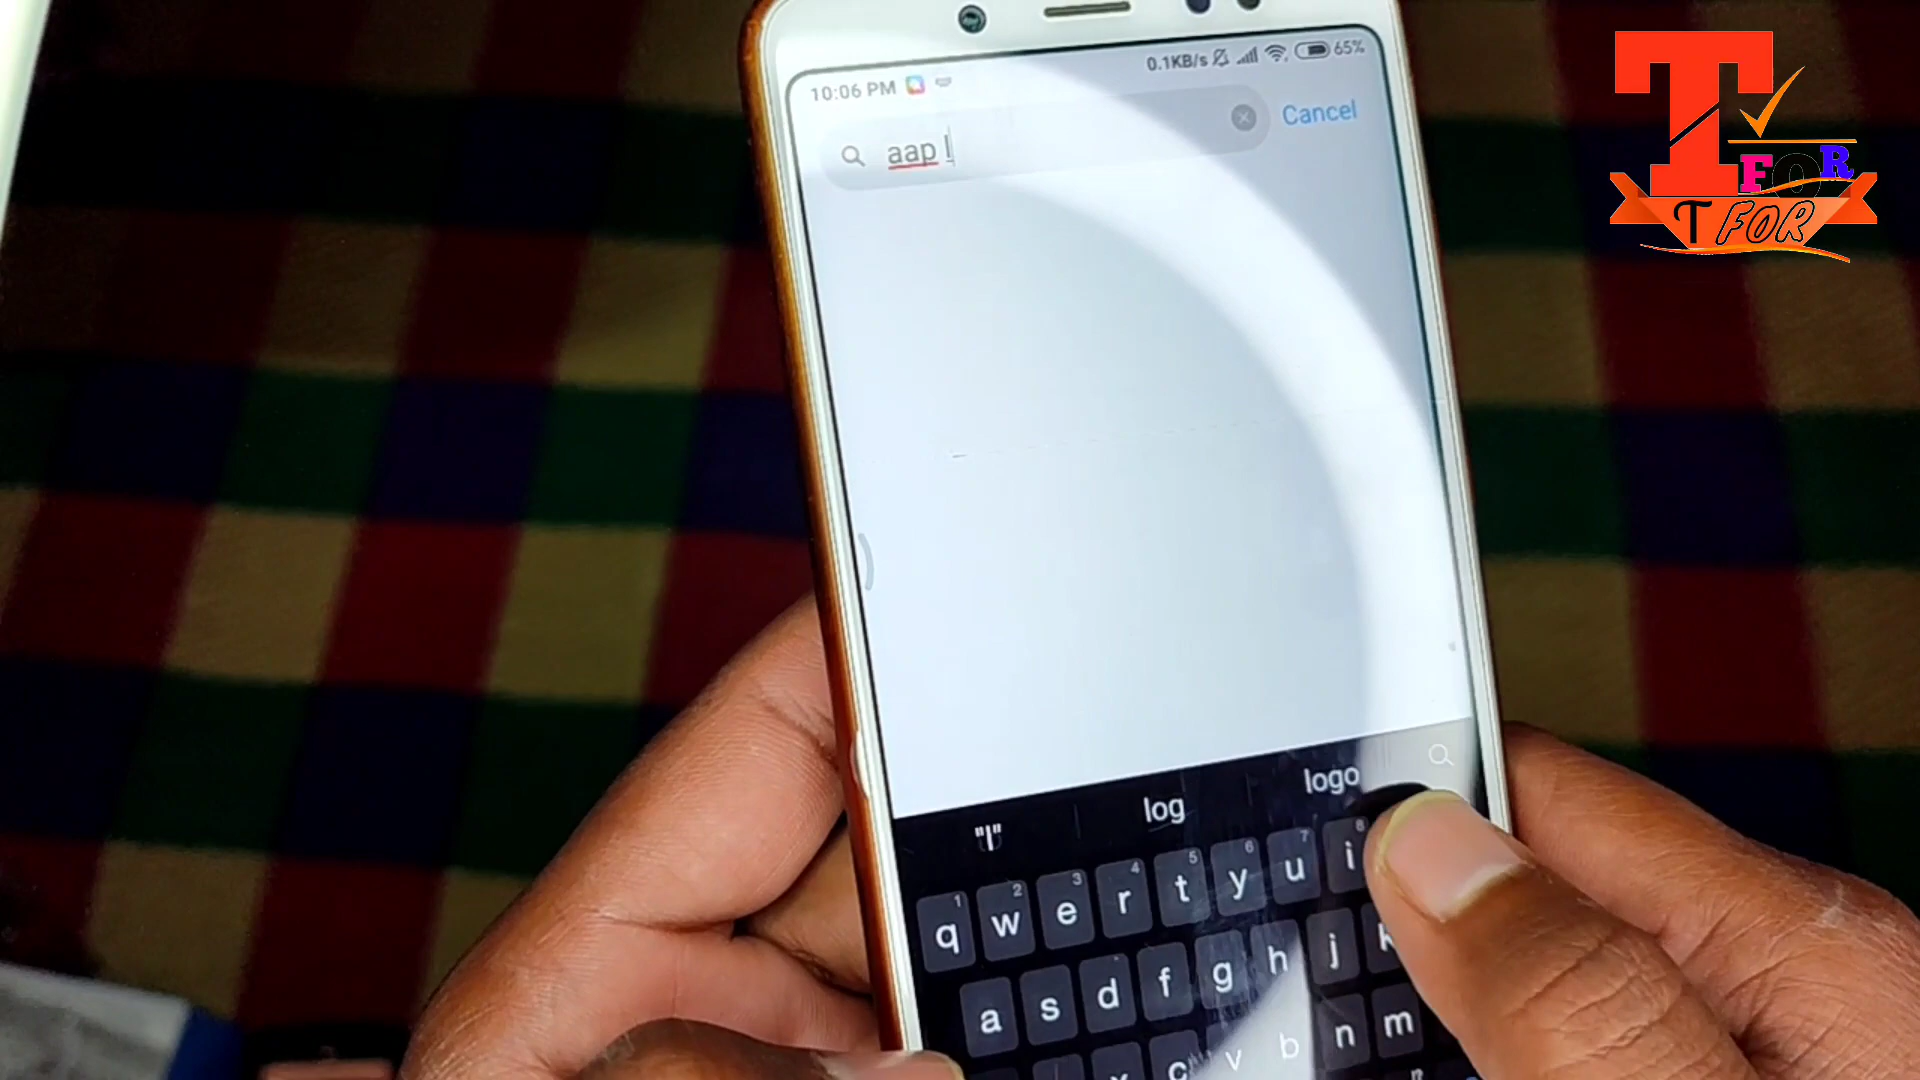 10:06 PM 0.1KB/s 65%
aap l
Cancel
T
FOR
T FOR
"l" log logo
1 2 3 4 5 6 7 8
q w e r t y u i
a s d f g h j k
c v b n m